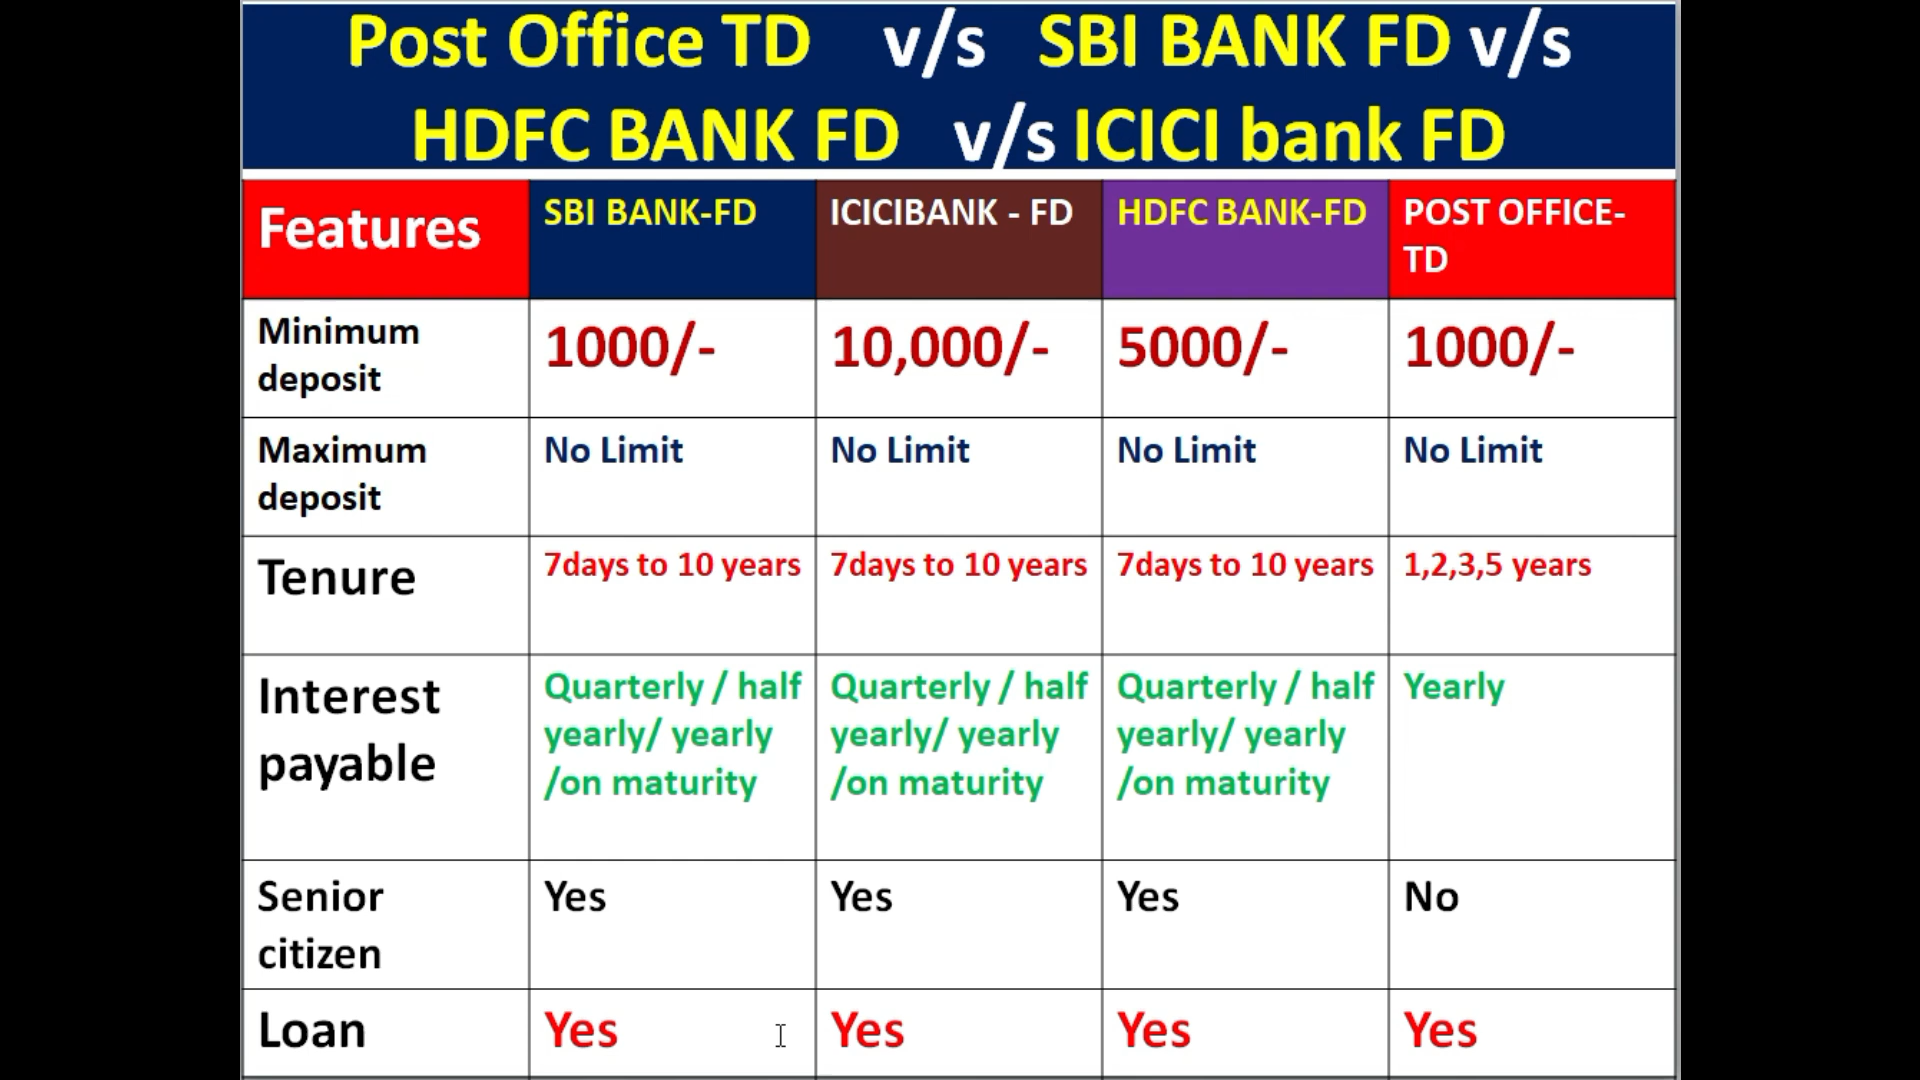 Post Office TD v/s SBI BANK FD v/s
HDFC BANK FD v/s ICICI bank FD
Features
SBI BANK-FD
ICICIBANK - FD
HDFC BANK-FD
POST OFFICE-
TD
Minimum
deposit
1000/-
10,000/-
5000/-
1000/-
Maximum
deposit
No Limit
No Limit
No Limit
No Limit
Tenure
7days to 10 years
7days to 10 years
7days to 10 years
1,2,3,5 years
Interest
payable
Quarterly / half
yearly/ yearly
/on maturity
Quarterly / half
yearly/ yearly
/on maturity
Quarterly / half
yearly/ yearly
/on maturity
Yearly
Senior
citizen
Yes
Yes
Yes
No
Loan
Yes
Yes
Yes
Yes